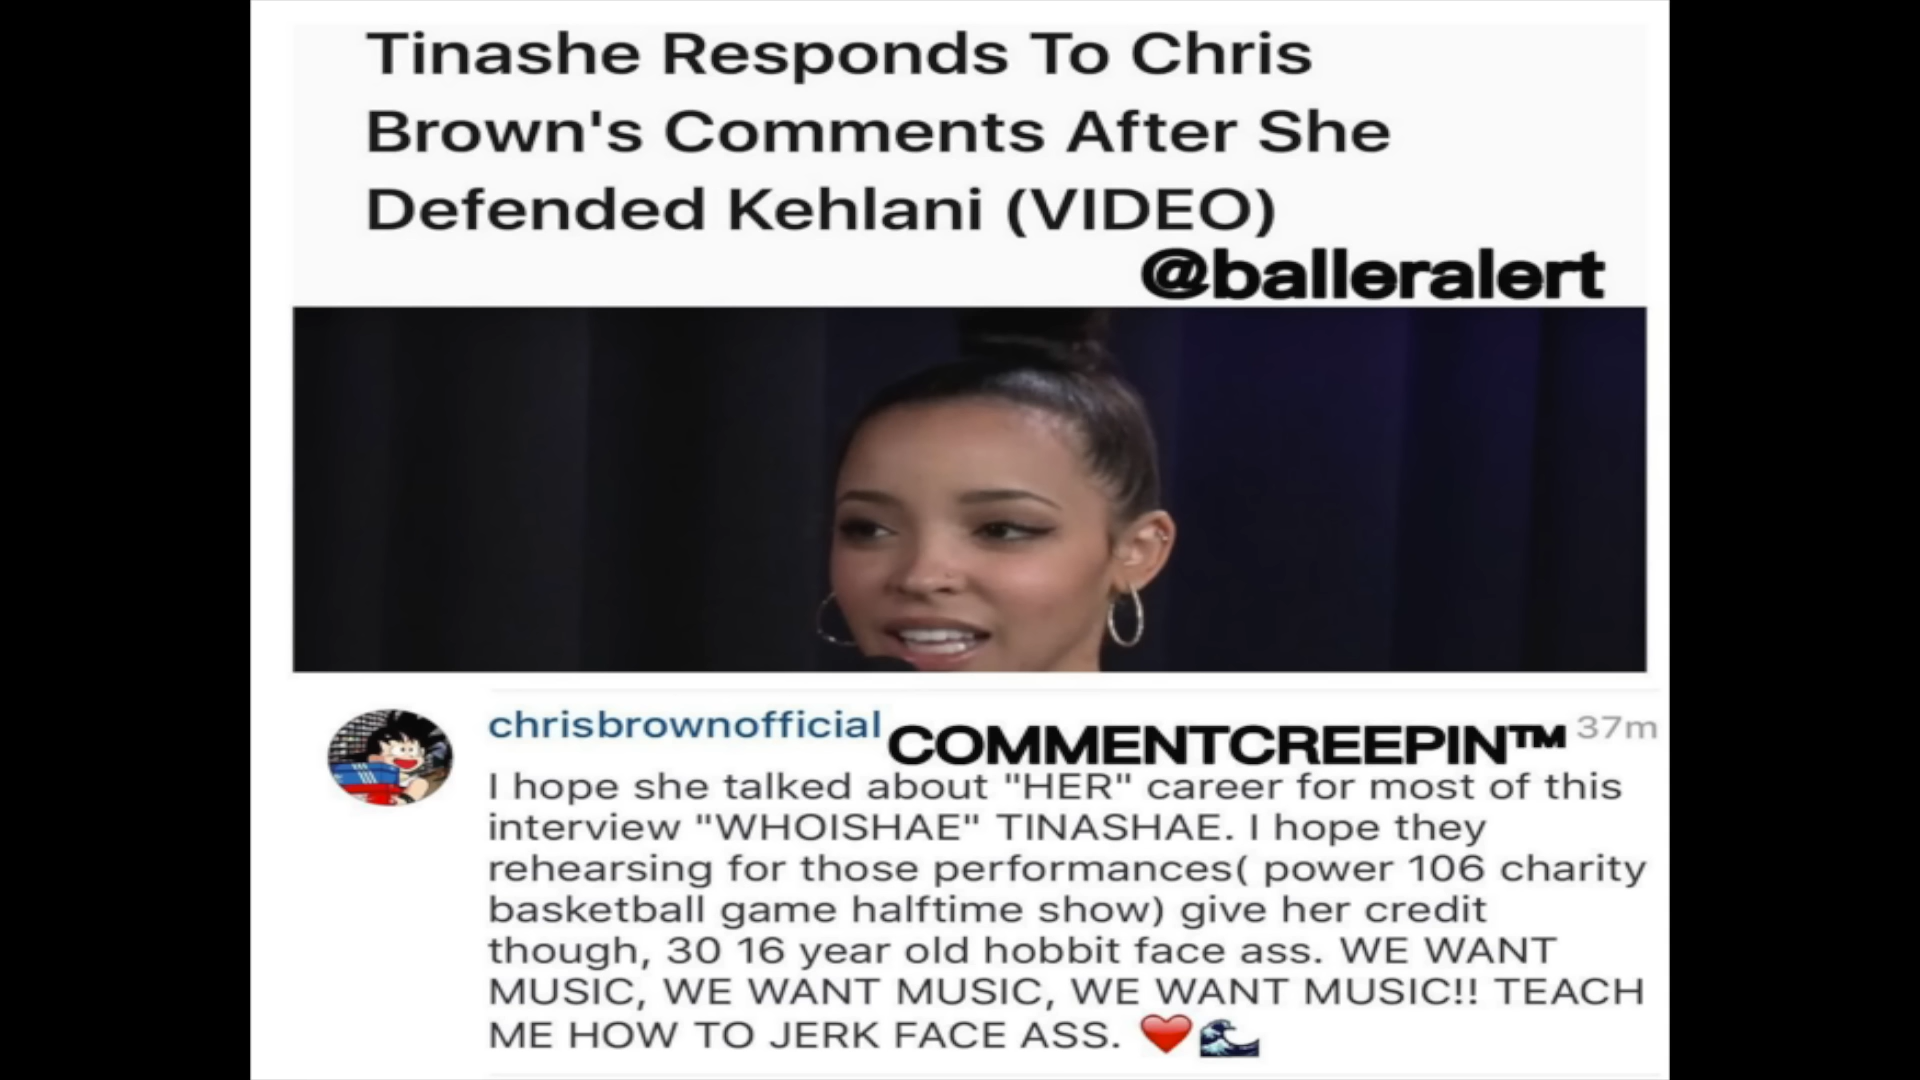 Tinashe Responds To Chris
Brown's Comments After She
Defended Kehlani (VIDEO)
@balleralert
chrisbrownofficial COMMENTCREEPIN™ 37m
I hope she talked about "HER" career for most of this
interview "WHOISHAE" TINASHAE. I hope they
rehearsing for those performances( power 106 charity
basketball game halftime show) give her credit
though, 30 16 year old hobbit face ass. WE WANT
MUSIC, WE WANT MUSIC, WE WANT MUSIC!! TEACH
ME HOW TO JERK FACE ASS. ❤️🌊